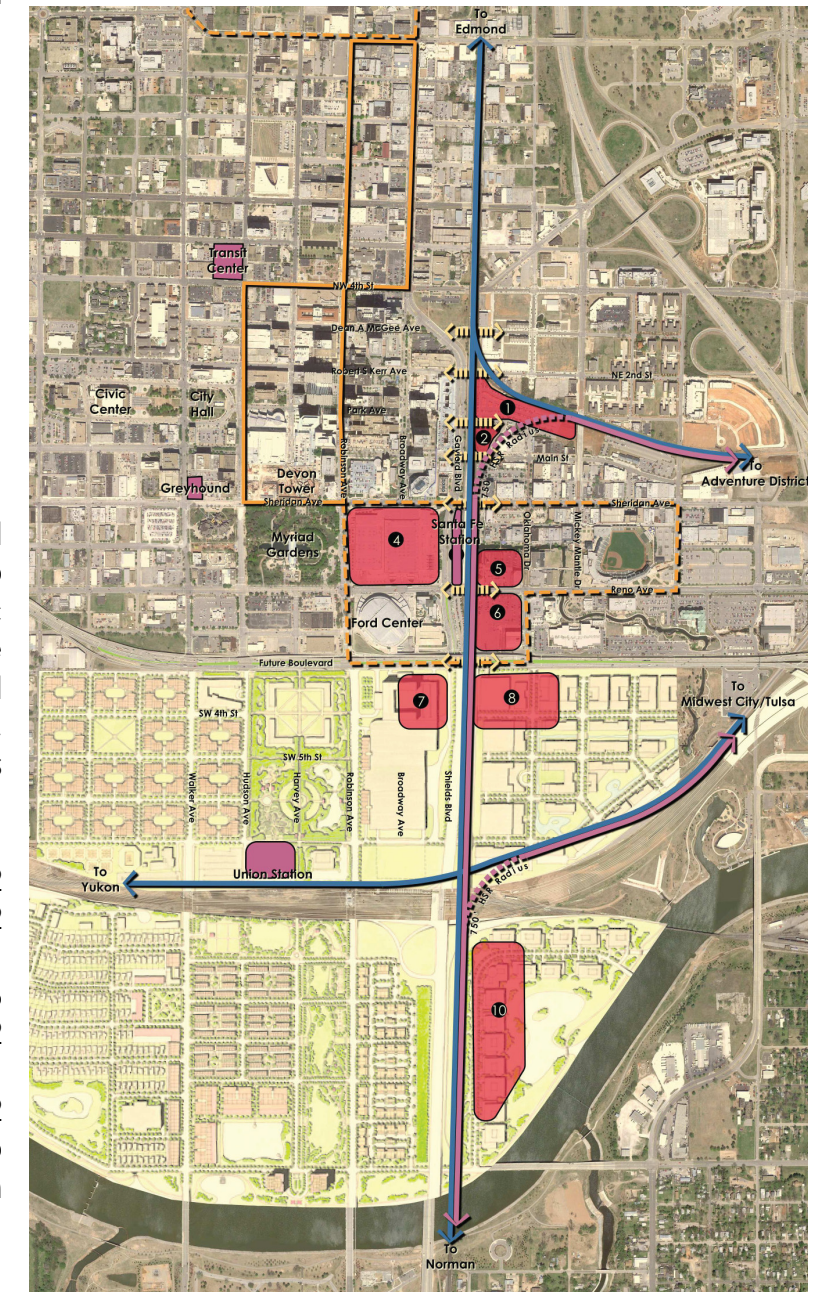 To
Edmond
Transit
Center
NW 4th St
Dean A McGee Ave
Robert S Kerr Ave
NE 2nd St
Civic
Center
City
Hall
Park Ave
1
2
750' HSR Radius
Main St
To
Adventure District
Robinson Ave
Broadway Ave
Gaylord Blvd
Greyhound
Devon
Tower
Sheridan Ave
Sheridan Ave
Myriad
Gardens
4
Santa Fe
Station
Oklahoma Dr
Mickey Mantle Dr
5
Reno Ave
6
Ford Center
Future Boulevard
7
8
To
Midwest City/Tulsa
SW 4th St
SW 5th St
Walker Ave
Hudson Ave
Harvey Ave
Robinson Ave
Broadway Ave
Shields Blvd
To
Yukon
Union Station
750' HSR Radius
10
To
Norman